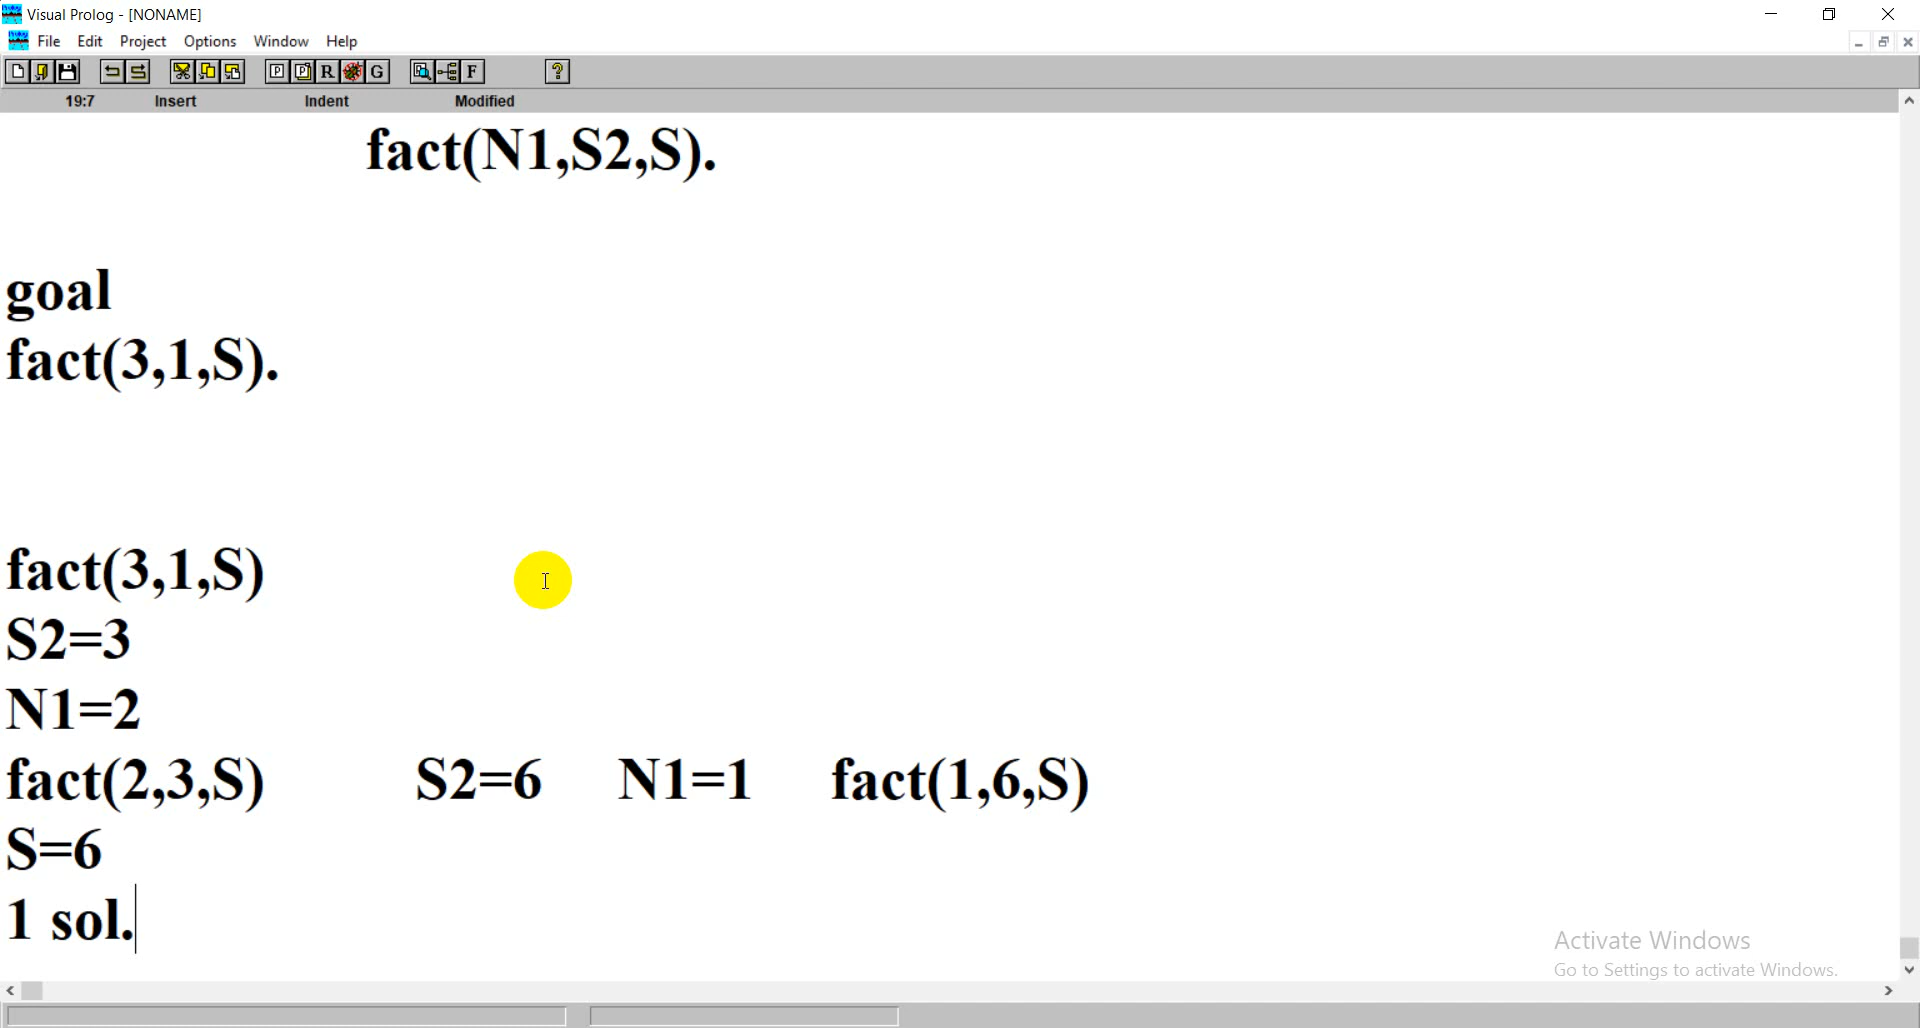 Visual Prolog - [NONAME]
File Edit Project Options Window Help
P P R G F ?
19:7 Insert Indent Modified
fact(N1,S2,S).
goal
fact(3,1,S).
fact(3,1,S)
S2=3
N1=2
fact(2,3,S) S2=6 N1=1 fact(1,6,S)
S=6
1 sol.
Activate Windows
Go to Settings to activate Windows.